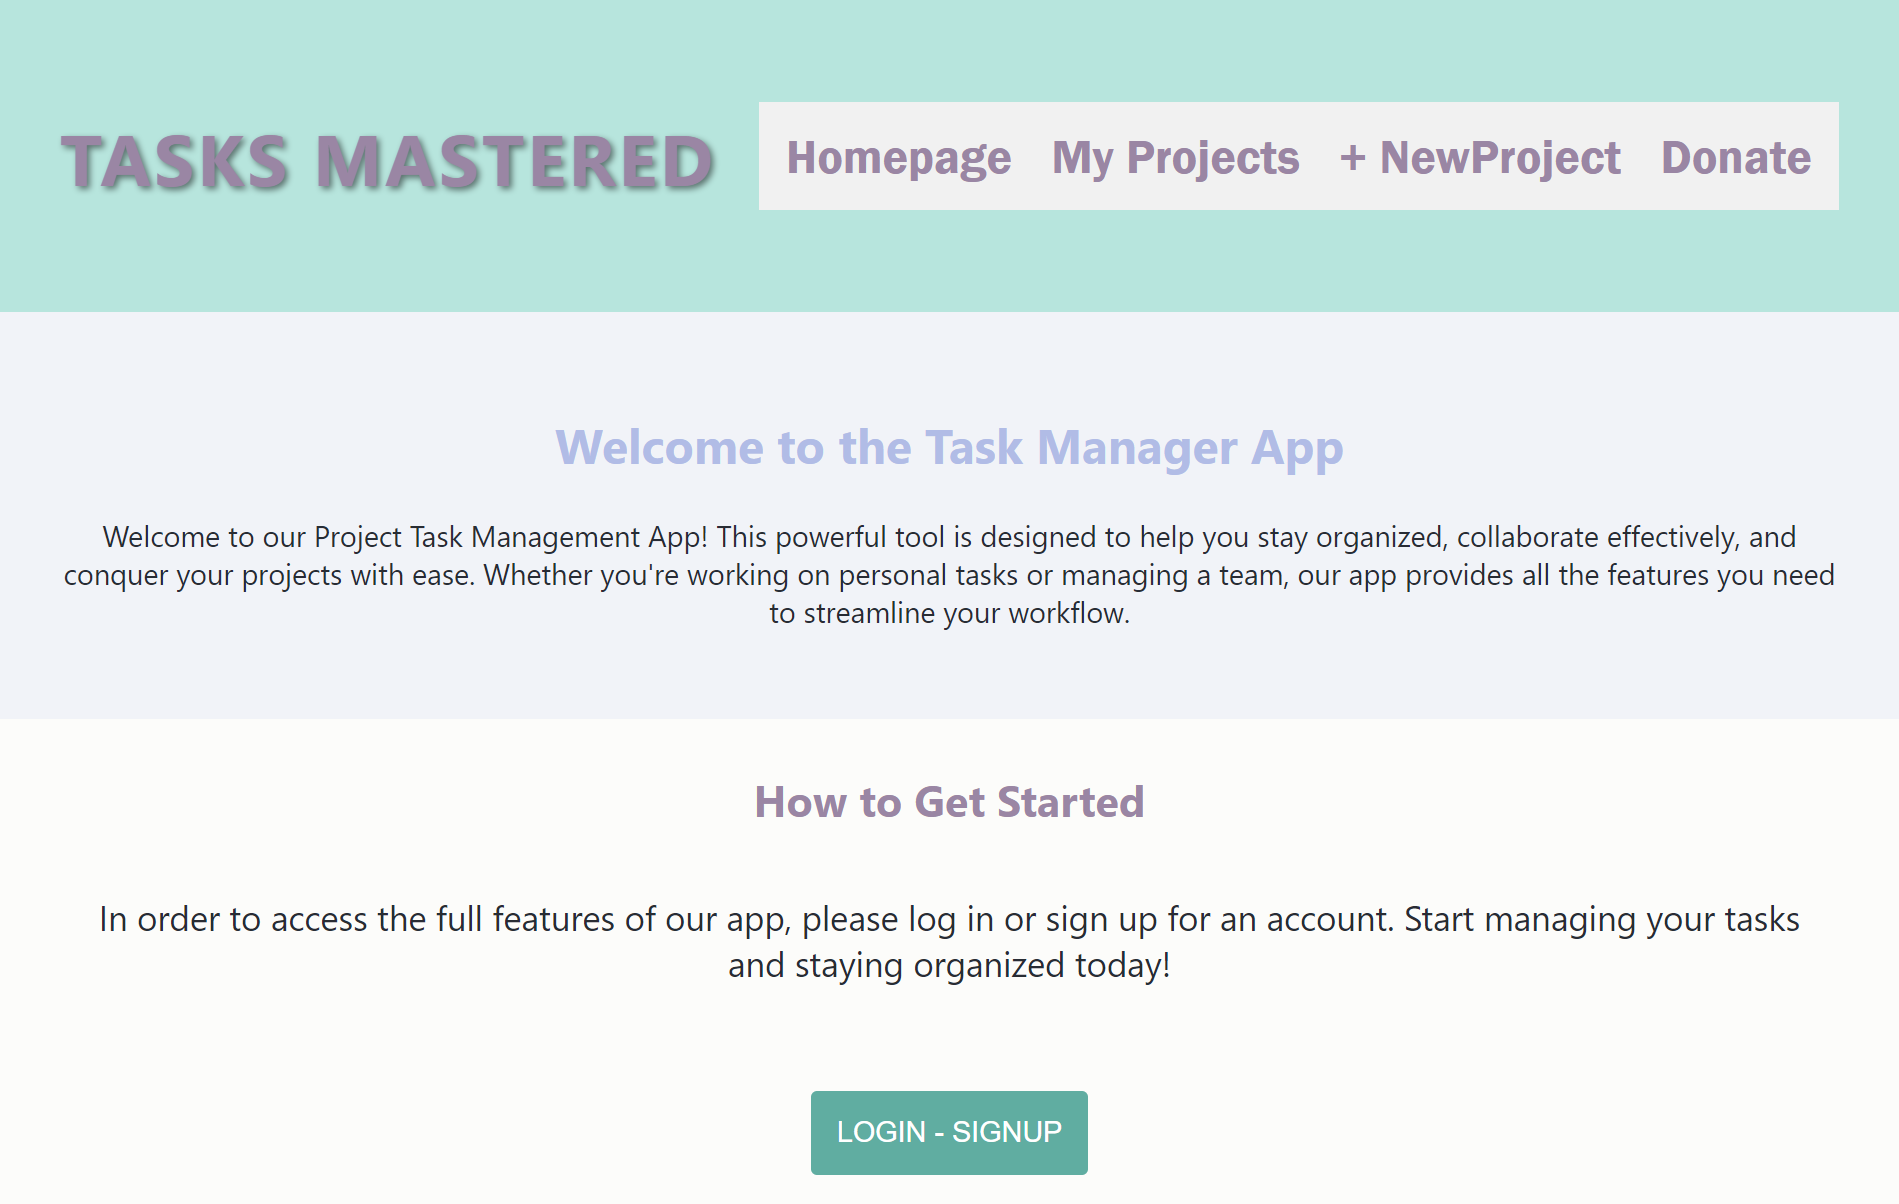 TASKS MASTERED
Homepage My Projects + NewProject Donate
Welcome to the Task Manager App
Welcome to our Project Task Management App! This powerful tool is designed to help you stay organized, collaborate effectively, and
conquer your projects with ease. Whether you're working on personal tasks or managing a team, our app provides all the features you need
to streamline your workflow.
How to Get Started
In order to access the full features of our app, please log in or sign up for an account. Start managing your tasks
and staying organized today!
LOGIN - SIGNUP